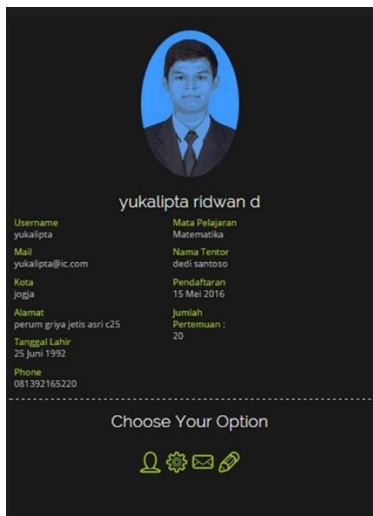 yukalipta ridwan d
Username
yukalipta
Mail
yukalipta@ic.com
Kota
jogja
Alamat
perum griya jetis asri c25
Tanggal Lahir
25 Juni 1992
Phone
081392165220
Mata Pelajaran
Matematika
Nama Tentor
dedi santoso
Pendaftaran
15 Mei 2016
Jumlah
Pertemuan :
20
Choose Your Option